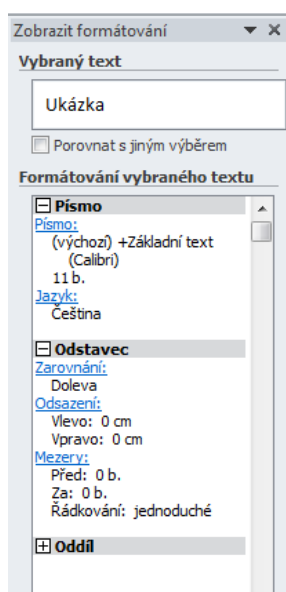 Zobrazit formátování
Vybraný text
Ukázka
Porovnat s jiným výběrem
Formátování vybraného textu
Písmo
Písmo:
(výchozí) +Základní text
(Calibri)
11 b.
Jazyk:
Čeština
Odstavec
Zarovnání:
Doleva
Odsazení:
Vlevo: 0 cm
Vpravo: 0 cm
Mezery:
Před: 0 b.
Za: 0 b.
Řádkování: jednoduché
Oddíl